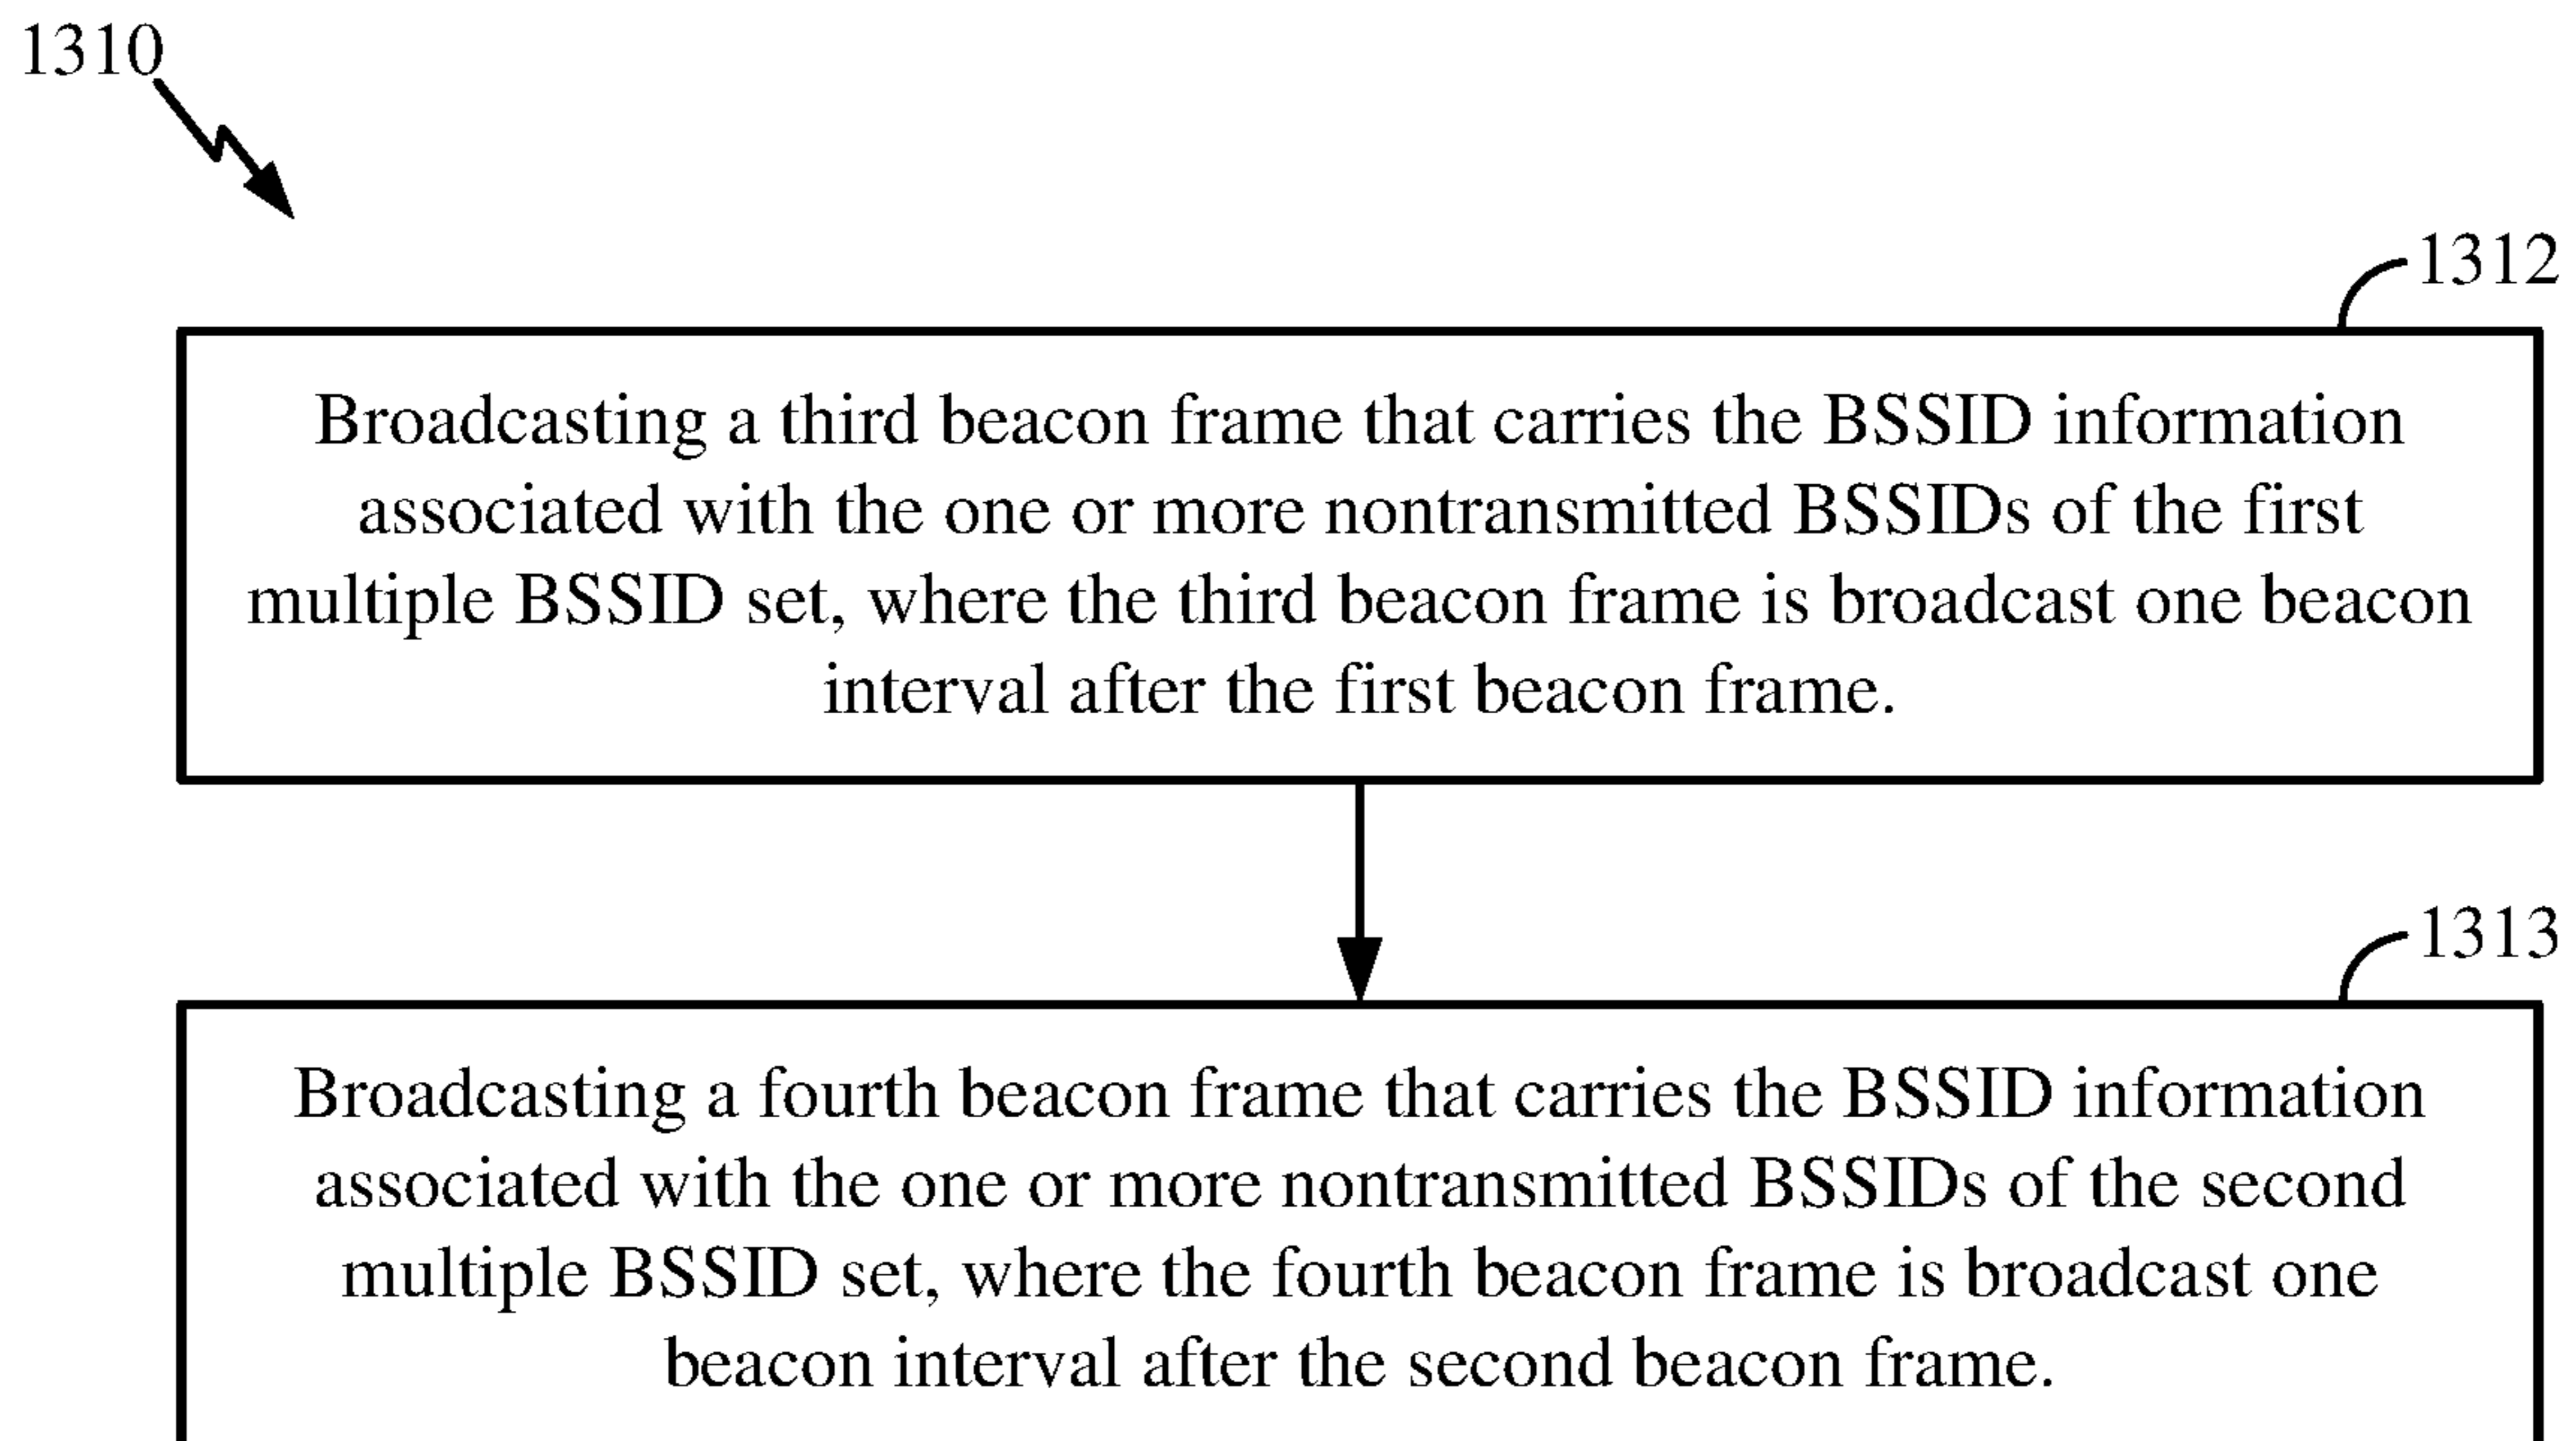 1310
1312
Broadcasting a third beacon frame that carries the BSSID information
associated with the one or more nontransmitted BSSIDs of the first
multiple BSSID set, where the third beacon frame is broadcast one beacon
interval after the first beacon frame.
1313
Broadcasting a fourth beacon frame that carries the BSSID information
associated with the one or more nontransmitted BSSIDs of the second
multiple BSSID set, where the fourth beacon frame is broadcast one
beacon interval after the second beacon frame.